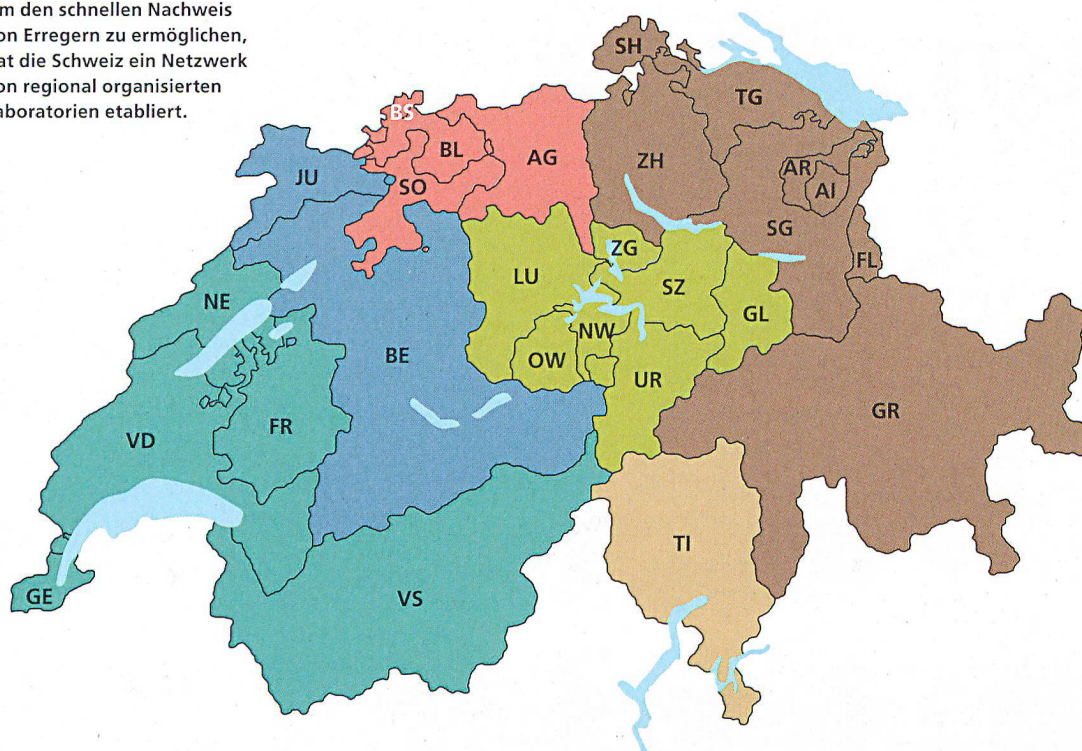 m den schnellen Nachweis
on Erregern zu ermöglichen,
at die Schweiz ein Netzwerk
on regional organisierten
aboratorien etabliert.
SH
TG
BS
BL
AG
ZH
AR
AI
JU
SO
SG
ZG
FL
LU
SZ
NE
GL
NW
BE
OW
UR
GR
FR
VD
TI
GE
VS